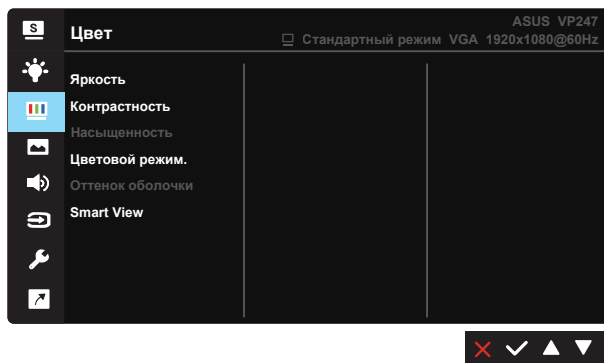 S
Цвет
ASUS VP247
Стандартный режим VGA 1920x1080@60Hz
Яркость
Контрастность
Насыщенность
Цветовой режим.
Оттенок оболочки
Smart View